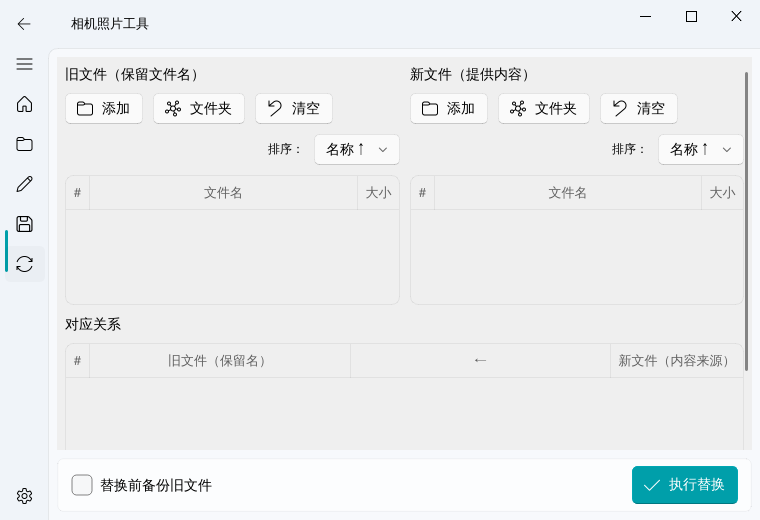 相机照片工具
旧文件（保留文件名）
添加 文件夹 清空
排序： 名称 ↑
# 文件名 大小
新文件（提供内容）
添加 文件夹 清空
排序： 名称 ↑
# 文件名 大小
对应关系
# 旧文件（保留名） ← 新文件（内容来源）
替换前备份旧文件
执行替换